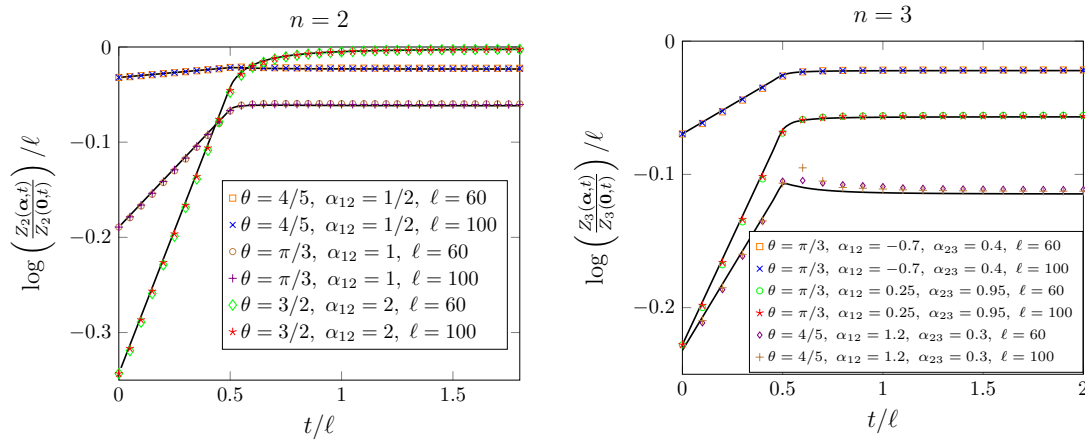 n = 2
log (Z₂(α,t)/Z₂(0,t)) /ℓ
0
−0.1
−0.2
−0.3
0
0.5
1
1.5
t/ℓ
θ = 4/5, α₁₂ = 1/2, ℓ = 60
θ = 4/5, α₁₂ = 1/2, ℓ = 100
θ = π/3, α₁₂ = 1, ℓ = 60
θ = π/3, α₁₂ = 1, ℓ = 100
θ = 3/2, α₁₂ = 2, ℓ = 60
θ = 3/2, α₁₂ = 2, ℓ = 100
n = 3
log (Z₃(α,t)/Z₃(0,t)) /ℓ
0
−0.1
−0.2
0
0.5
1
1.5
2
t/ℓ
θ = π/3, α₁₂ = −0.7, α₂₃ = 0.4, ℓ = 60
θ = π/3, α₁₂ = −0.7, α₂₃ = 0.4, ℓ = 100
θ = π/3, α₁₂ = 0.25, α₂₃ = 0.95, ℓ = 60
θ = π/3, α₁₂ = 0.25, α₂₃ = 0.95, ℓ = 100
θ = 4/5, α₁₂ = 1.2, α₂₃ = 0.3, ℓ = 60
θ = 4/5, α₁₂ = 1.2, α₂₃ = 0.3, ℓ = 100